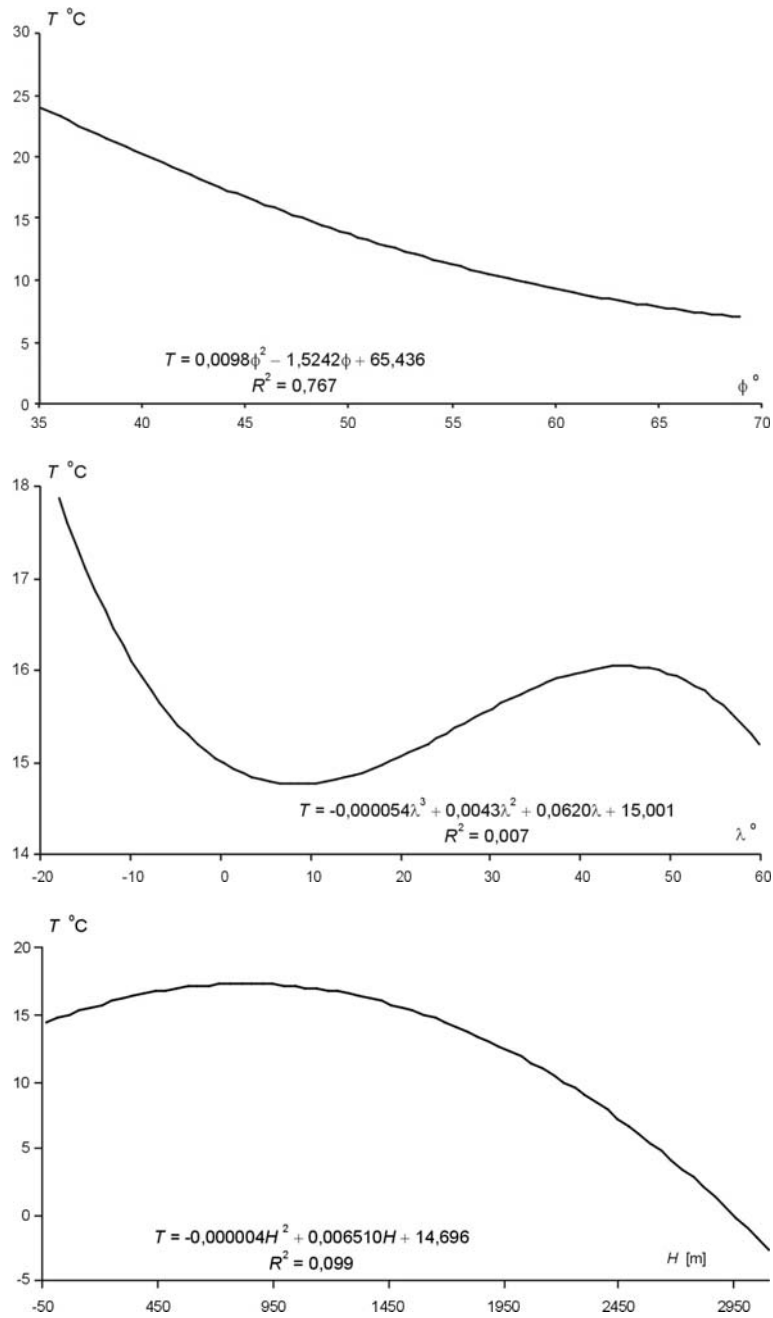 T °C
30
25
20
15
10
5
0
T = 0,0098ϕ² − 1,5242ϕ + 65,436
R² = 0,767
ϕ °
35 40 45 50 55 60 65 70
T °C
18
17
16
15
14
T = -0,000054λ³ + 0,0043λ² + 0,0620λ + 15,001
R² = 0,007
λ °
-20 -10 0 10 20 30 40 50 60
T °C
20
15
10
5
0
-5
T = -0,000004H² + 0,006510H + 14,696
R² = 0,099
H [m]
-50 450 950 1450 1950 2450 2950